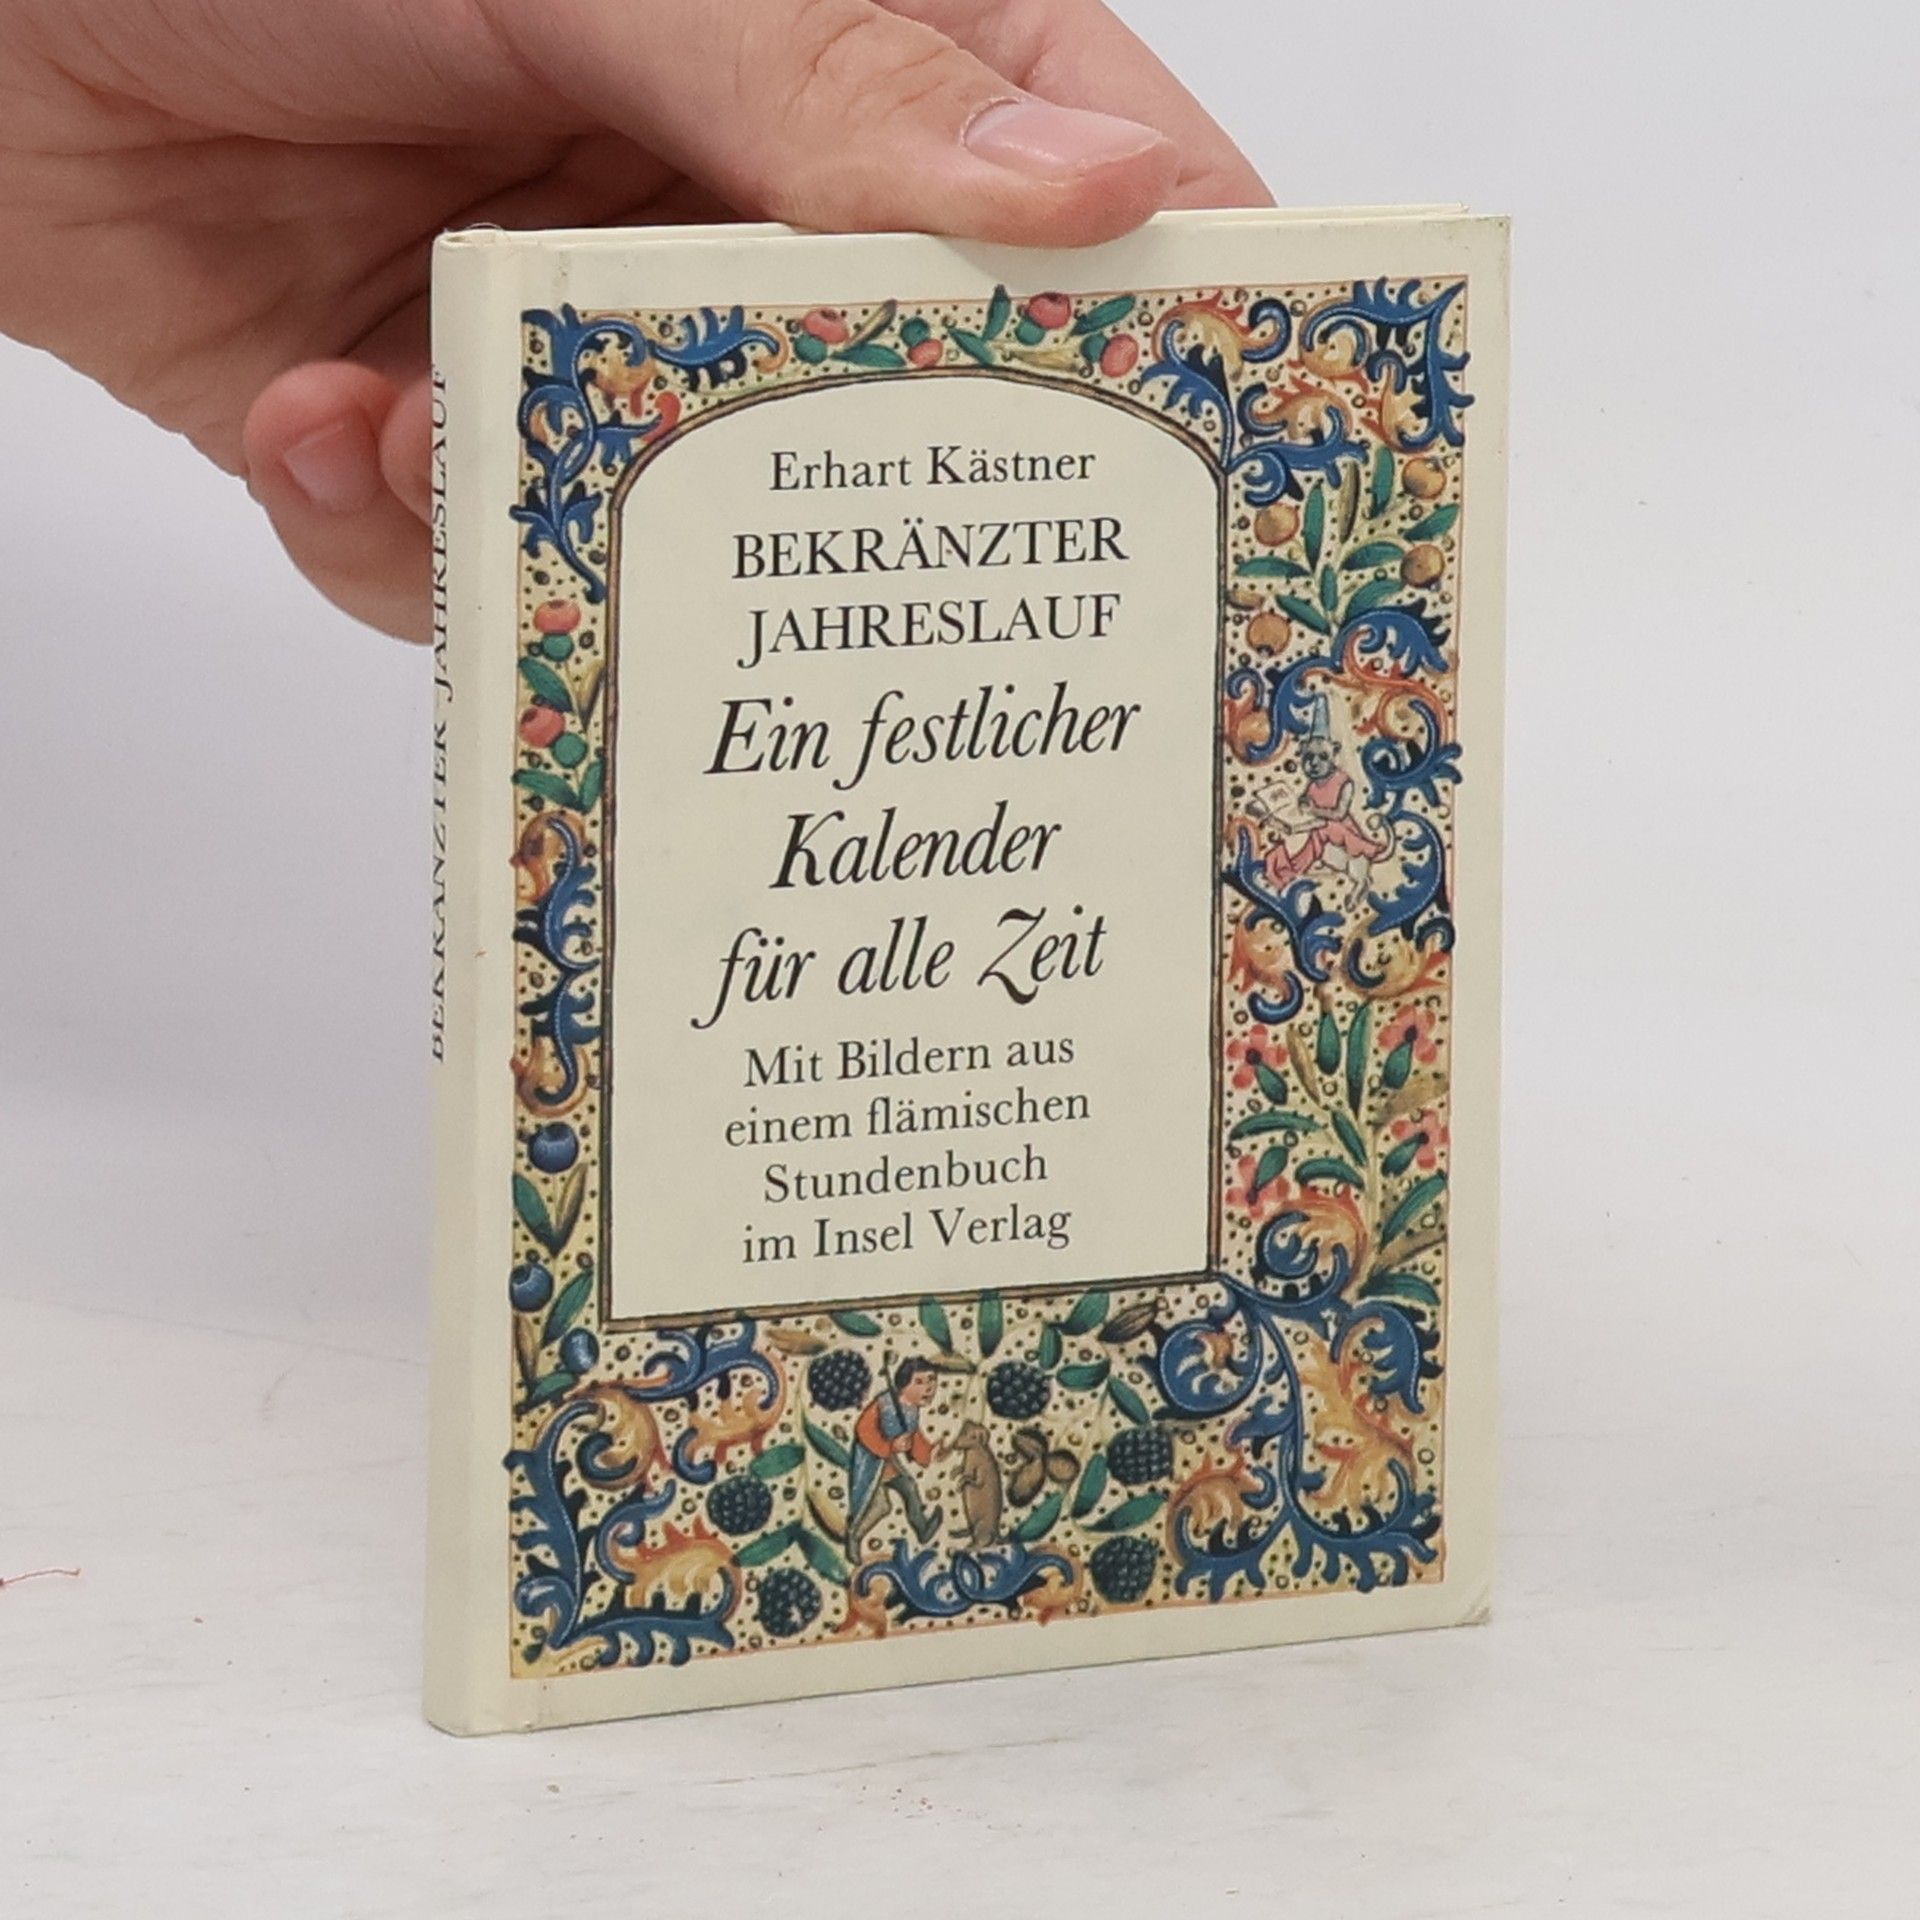 Erhart Kästner
BEKRÄNZTER
JAHRESLAUF
Ein festlicher
Kalender
für alle Zeit
Mit Bildern aus
einem flämischen
Stundenbuch
im Insel Verlag
BEKRÄNZTER JAHRESLAUF